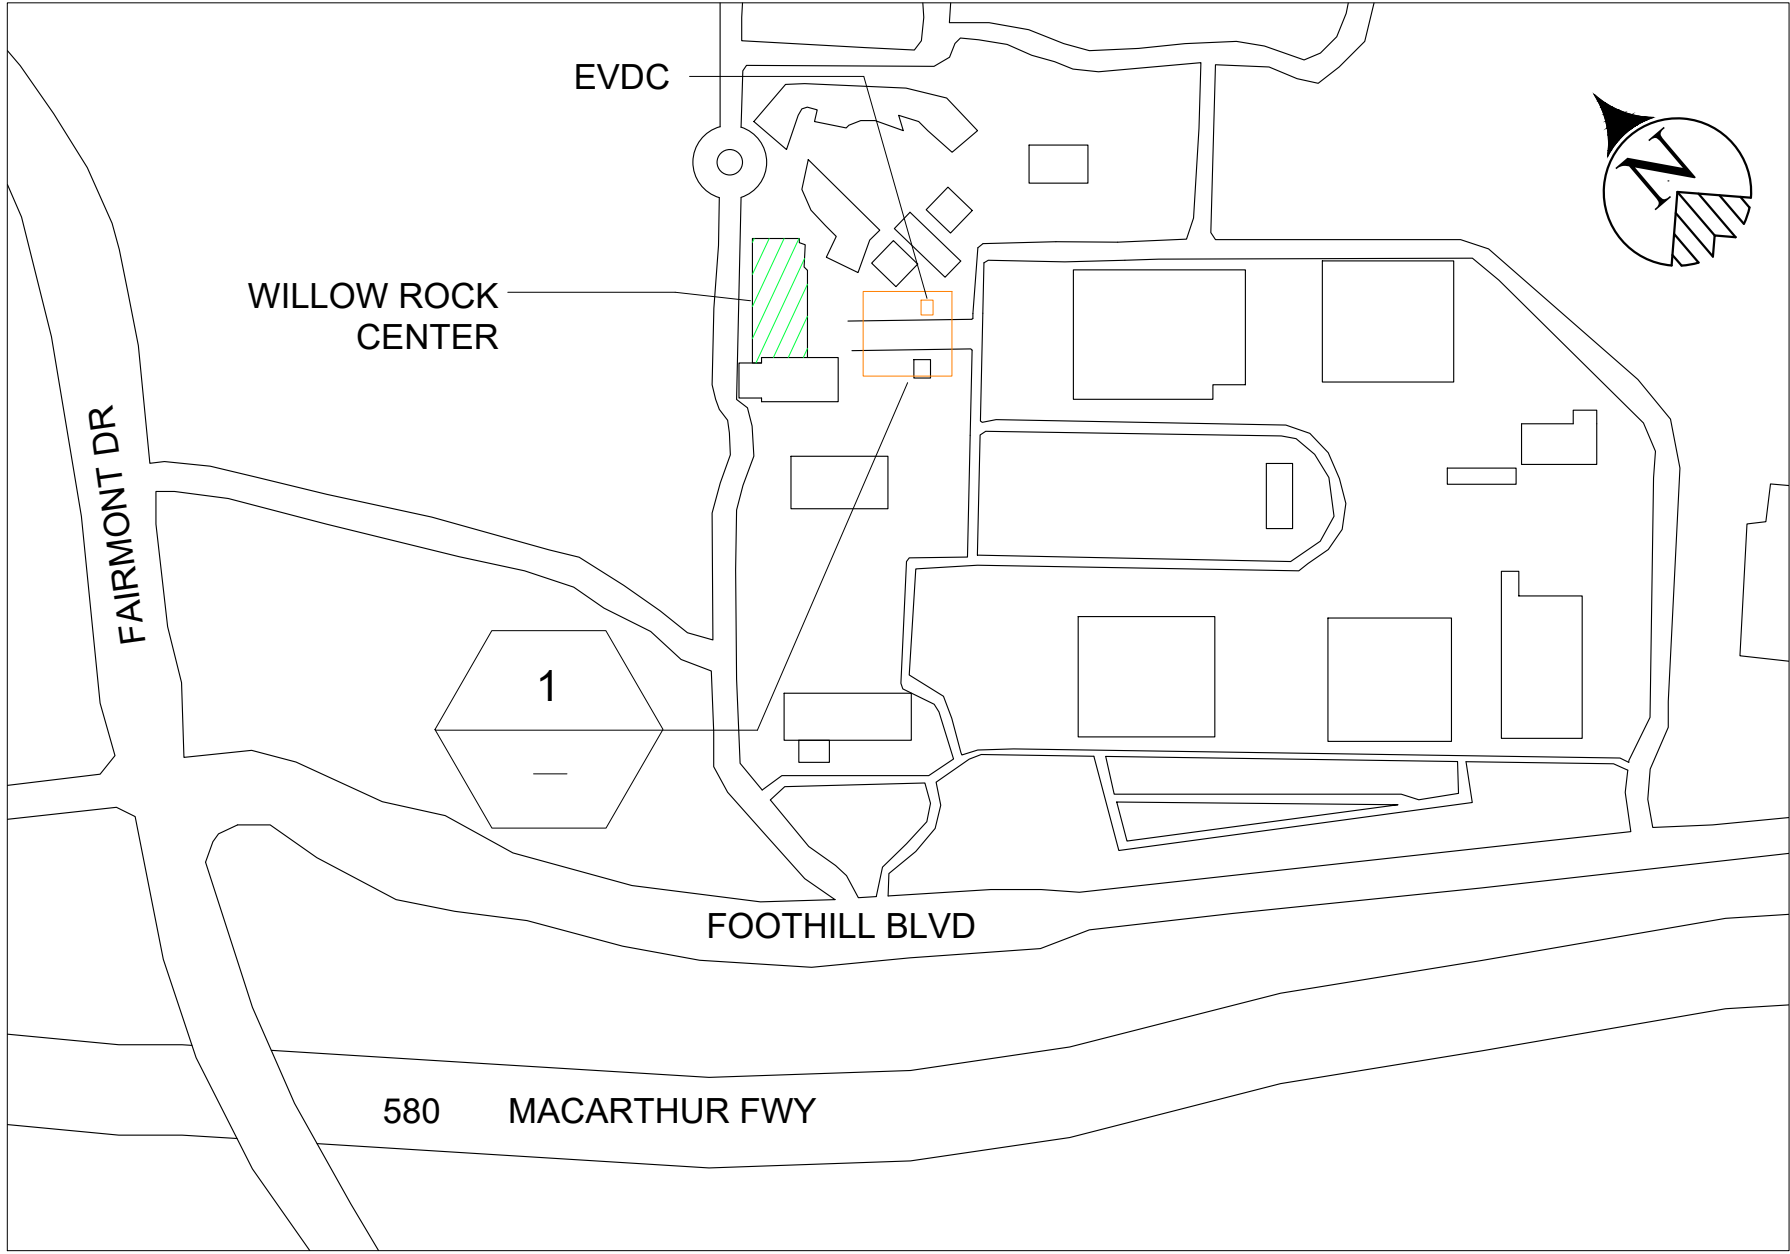 EVDC
N
WILLOW ROCK
CENTER
FAIRMONT DR
1
—
FOOTHILL BLVD
580 MACARTHUR FWY